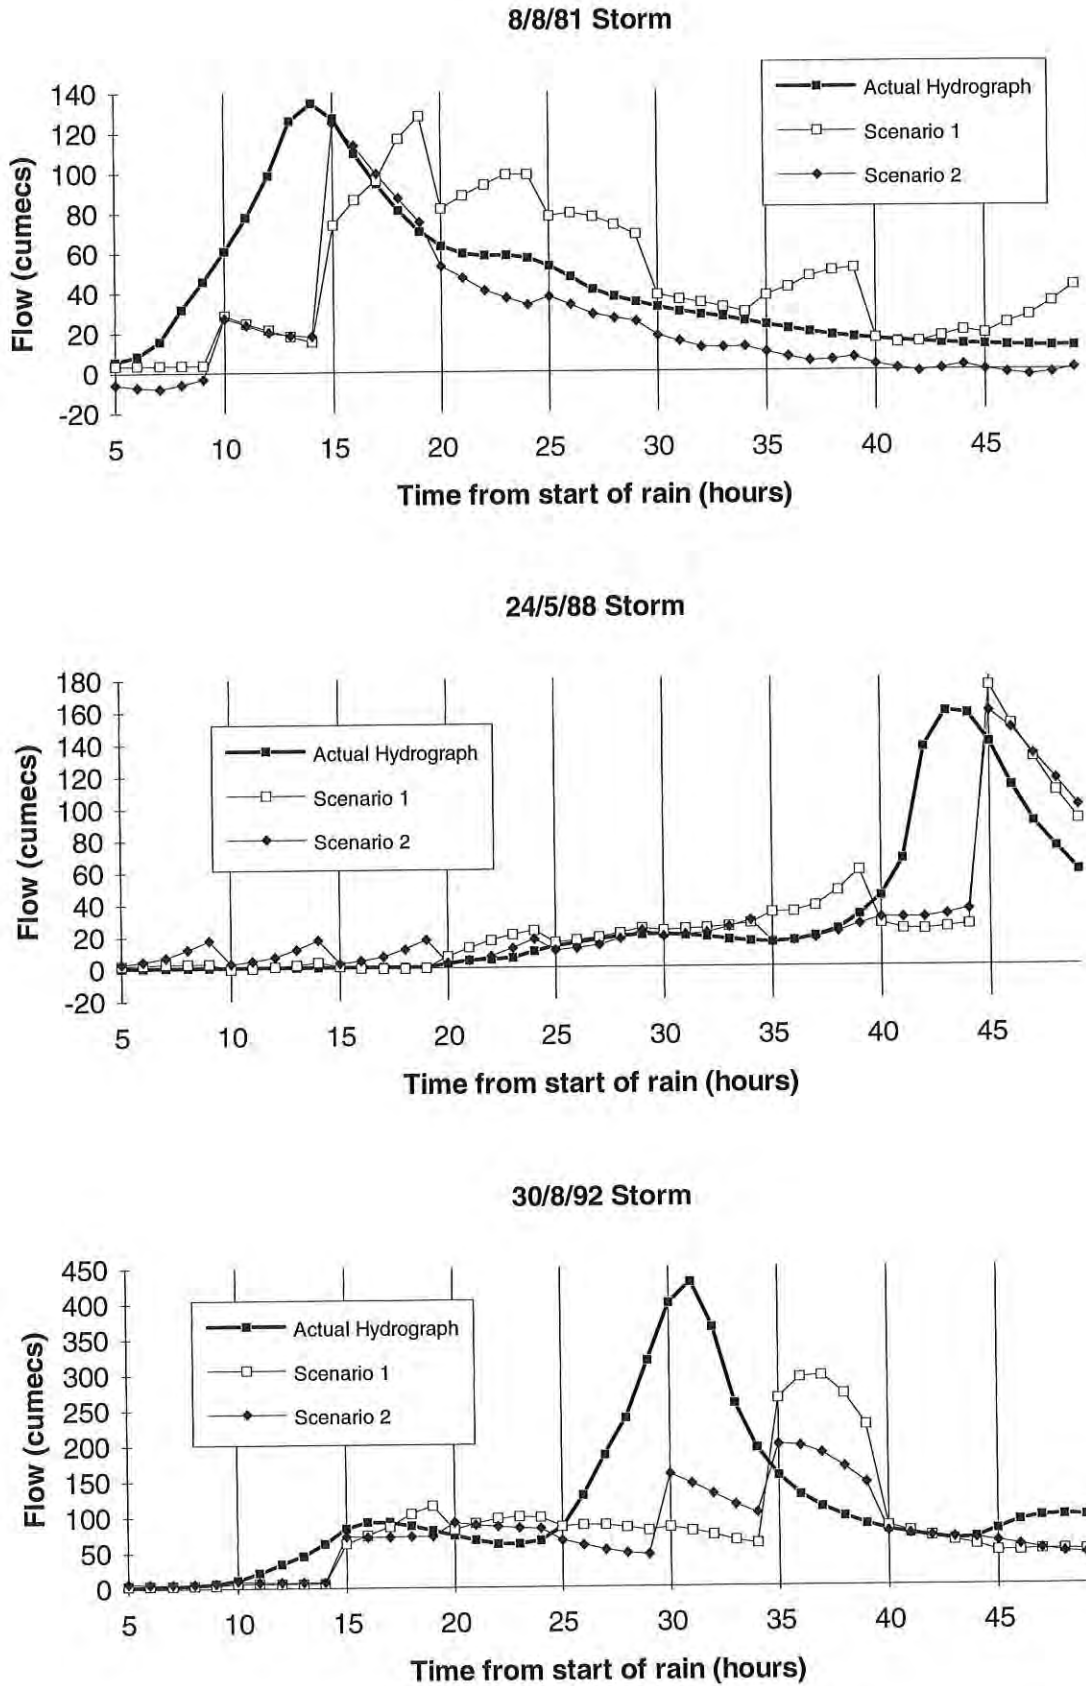 8/8/81 Storm
Actual Hydrograph
Scenario 1
Scenario 2
Flow (cumecs)
140
120
100
80
60
40
20
0
-20
5 10 15 20 25 30 35 40 45
Time from start of rain (hours)
24/5/88 Storm
Actual Hydrograph
Scenario 1
Scenario 2
Flow (cumecs)
180
160
140
120
100
80
60
40
20
0
-20
5 10 15 20 25 30 35 40 45
Time from start of rain (hours)
30/8/92 Storm
Actual Hydrograph
Scenario 1
Scenario 2
Flow (cumecs)
450
400
350
300
250
200
150
100
50
0
5 10 15 20 25 30 35 40 45
Time from start of rain (hours)